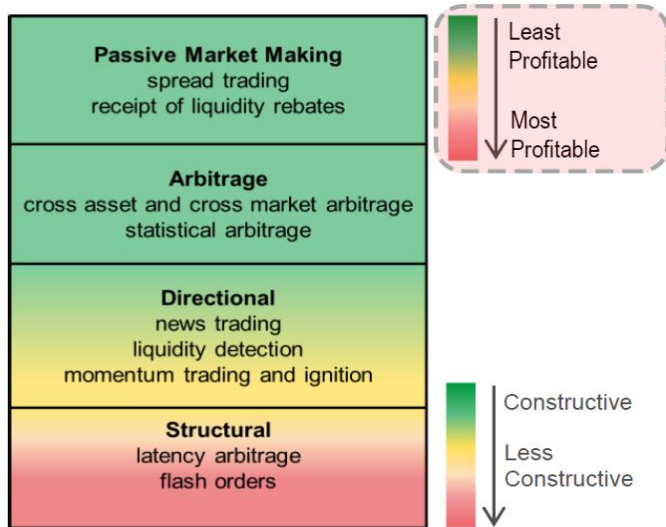 Passive Market Making
spread trading
receipt of liquidity rebates
Arbitrage
cross asset and cross market arbitrage
statistical arbitrage
Directional
news trading
liquidity detection
momentum trading and ignition
Structural
latency arbitrage
flash orders
Least
Profitable
Most
Profitable
Constructive
Less
Constructive